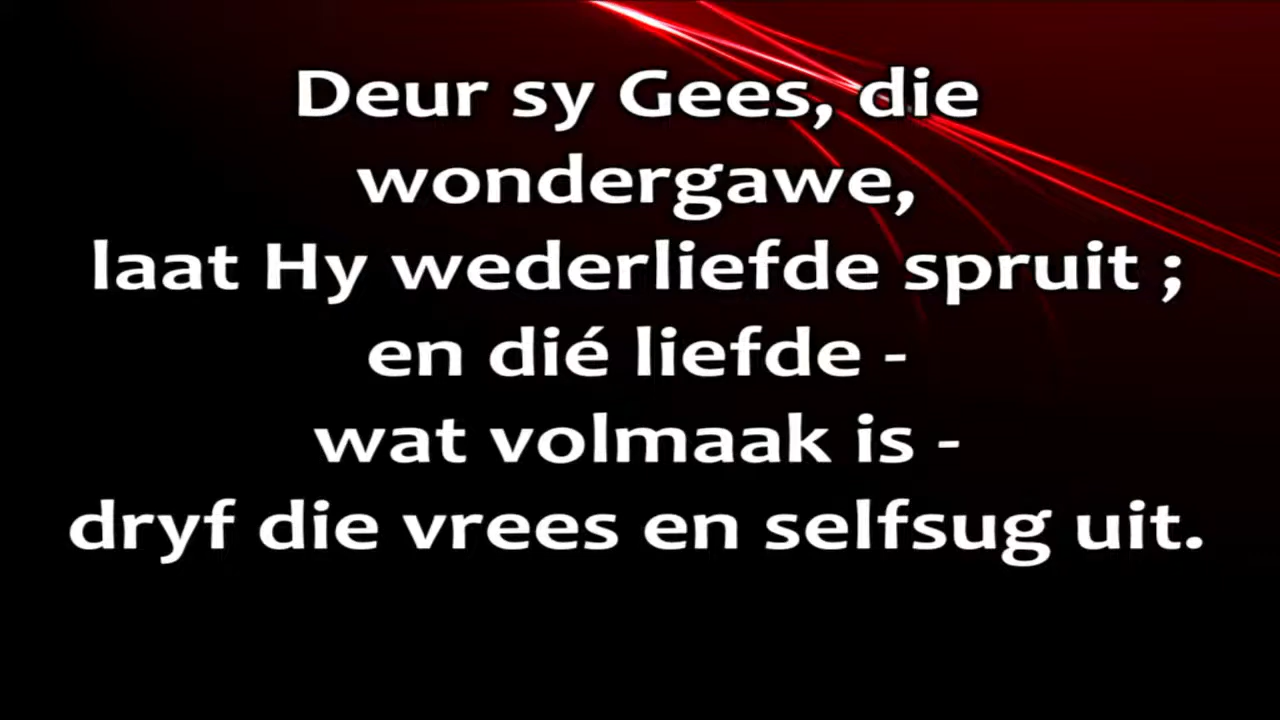 Deur sy Gees, die
wondergawe,
laat Hy wederliefde spruit ;
en dié liefde -
wat volmaak is -
dryf die vrees en selfsug uit.